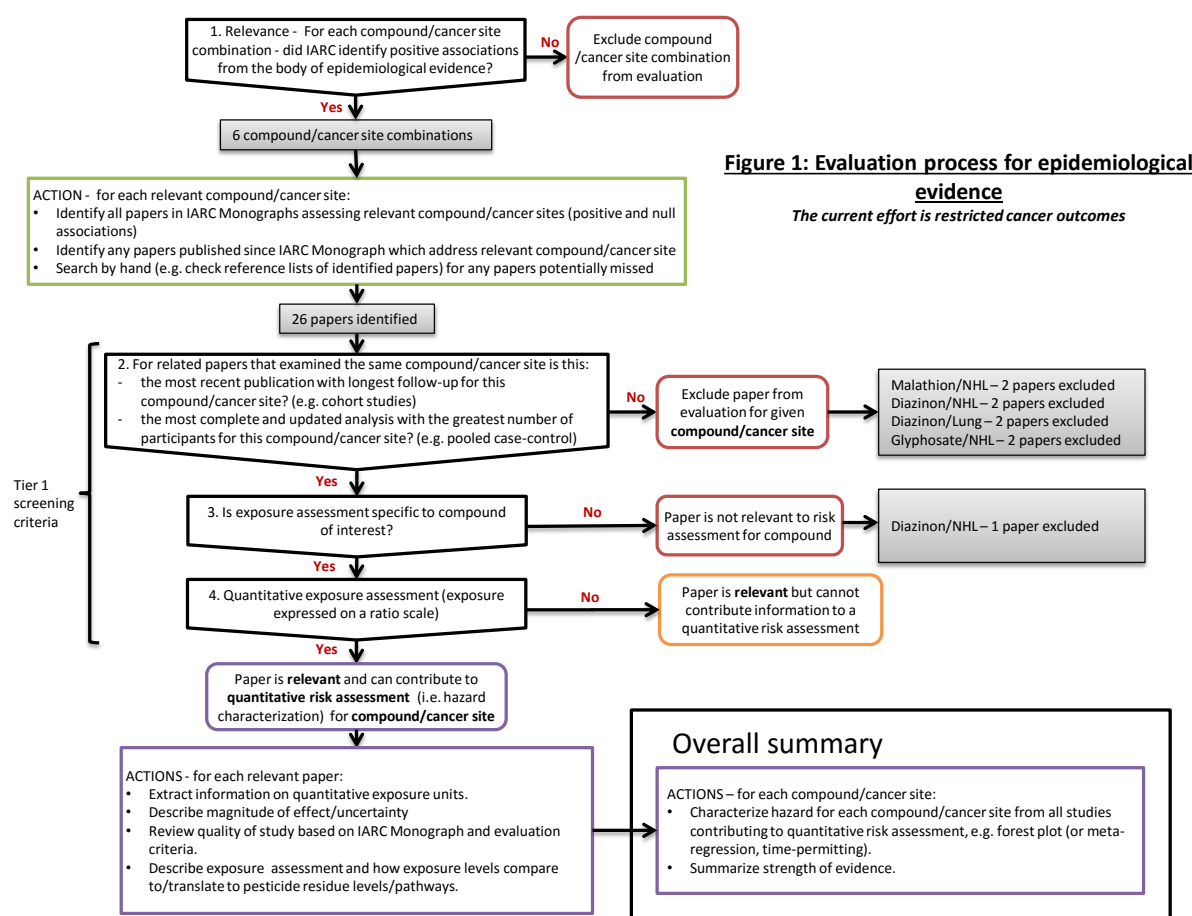 1. Relevance - For each compound/cancer site
combination - did IARC identify positive associations
from the body of epidemiological evidence?
No
Exclude compound
/cancer site combination
from evaluation
Yes
6 compound/cancer site combinations
Figure 1: Evaluation process for epidemiological
evidence
The current effort is restricted cancer outcomes
ACTION - for each relevant compound/cancer site:
• Identify all papers in IARC Monographs assessing relevant compound/cancer sites (positive and null
associations)
• Identify any papers published since IARC Monograph which address relevant compound/cancer site
• Search by hand (e.g. check reference lists of identified papers) for any papers potentially missed
26 papers identified
Tier 1
screening
criteria
2. For related papers that examined the same compound/cancer site is this:
- the most recent publication with longest follow-up for this
compound/cancer site? (e.g. cohort studies)
- the most complete and updated analysis with the greatest number of
participants for this compound/cancer site? (e.g. pooled case-control)
No
Exclude paper from
evaluation for given
compound/cancer site
Malathion/NHL– 2 papers excluded
Diazinon/NHL– 2 papers excluded
Diazinon/Lung– 2 papers excluded
Glyphosate/NHL– 2 papers excluded
Yes
3. Is exposure assessment specific to compound
of interest?
No
Paper is not relevant to risk
assessment for compound
Diazinon/NHL– 1 paper excluded
Yes
4. Quantitative exposure assessment (exposure
expressed on a ratio scale)
No
Paper is relevant but cannot
contribute information to a
quantitative risk assessment
Yes
Paper is relevant and can contribute to
quantitative risk assessment (i.e. hazard
characterization) for compound/cancer site
ACTIONS - for each relevant paper:
• Extract information on quantitative exposure units.
• Describe magnitude of effect/uncertainty
• Review quality of study based on IARC Monograph and evaluation
criteria.
• Describe exposure assessment and how exposure levels compare
to/translate to pesticide residue levels/pathways.
Overall summary
ACTIONS – for each compound/cancer site:
• Characterize hazard for each compound/cancer site from all studies
contributing to quantitative risk assessment, e.g. forest plot (or meta-
regression, time-permitting).
• Summarize strength of evidence.